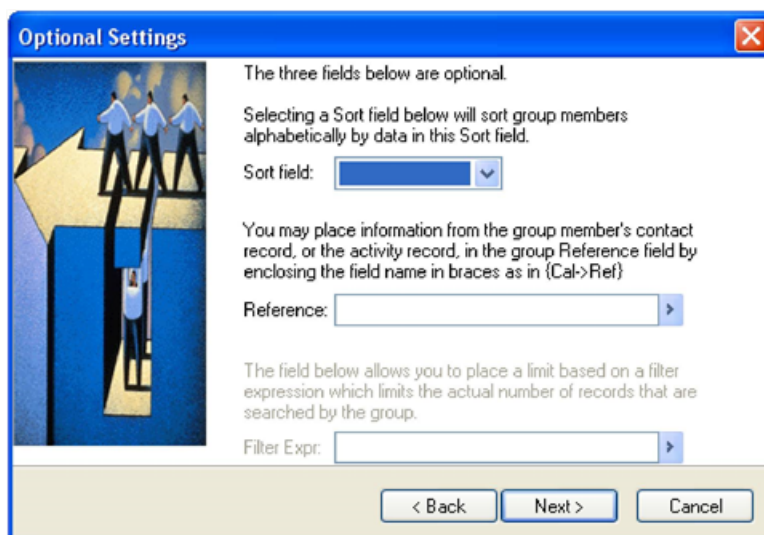 Optional Settings
The three fields below are optional.
Selecting a Sort field below will sort group members
alphabetically by data in this Sort field.
Sort field:
You may place information from the group member's contact
record, or the activity record, in the group Reference field by
enclosing the field name in braces as in {Cal->Ref}
Reference:
The field below allows you to place a limit based on a filter
expression which limits the actual number of records that are
searched by the group.
Filter Expr:
< Back Next > Cancel